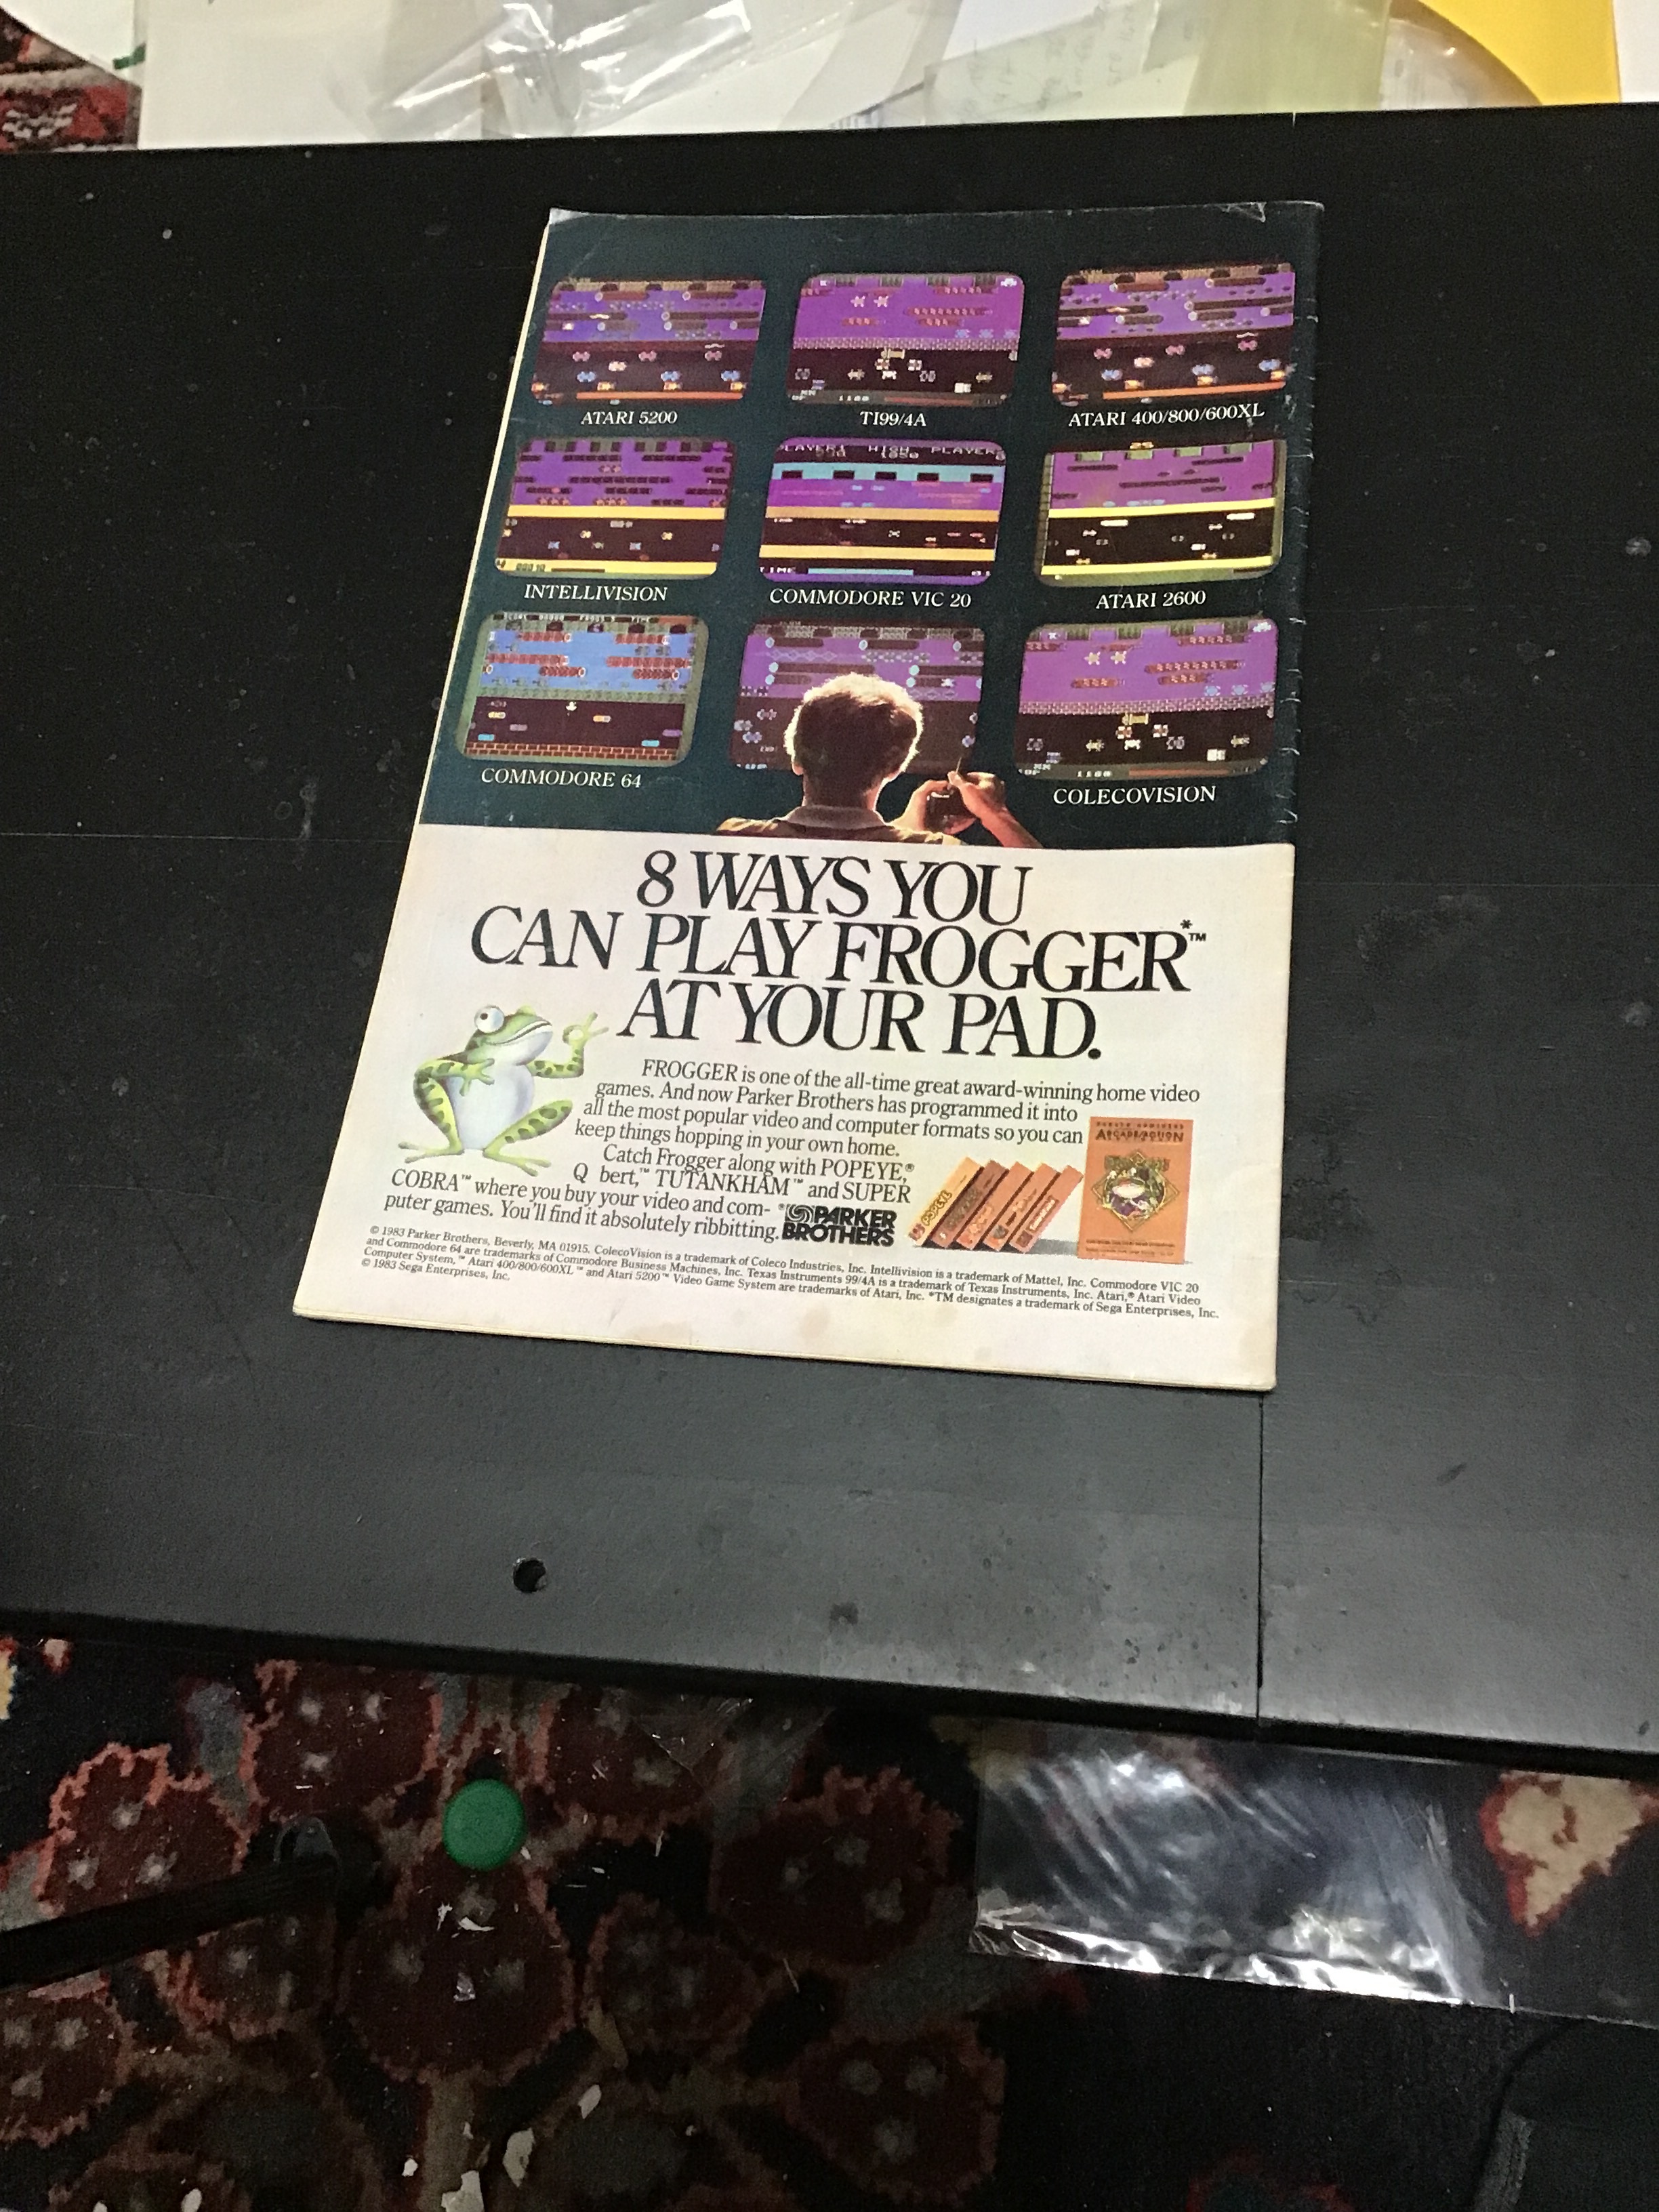 ATARI 5200
TI99/4A
ATARI 400/800/600XL
PLAYER1 HIGH PLAYER
INTELLIVISION
COMMODORE VIC 20
ATARI 2600
COMMODORE 64
COLECOVISION
8 WAYS YOU
CAN PLAY FROGGER*™
AT YOUR PAD.
FROGGER is one of the all-time great award-winning home video
games. And now Parker Brothers has programmed it into
all the most popular video and computer formats so you can
keep things hopping in your own home.
Catch Frogger along with POPEYE,®
Q bert,™ TUTANKHAM™ and SUPER
COBRA™ where you buy your video and com-
puter games. You'll find it absolutely ribbitting.
PARKER
BROTHERS
POPEYE
PARKER BROTHERS
ARCADE/ACTION
© 1983 Parker Brothers, Beverly, MA 01915. ColecoVision is a trademark of Coleco Industries, Inc. Intellivision is a trademark of Mattel, Inc. Commodore VIC 20
and Commodore 64 are trademarks of Commodore Business Machines, Inc. Texas Instruments 99/4A is a trademark of Texas Instruments, Inc. Atari,® Atari Video
Computer System,™ Atari 400/800/600XL™ and Atari 5200™ Video Game System are trademarks of Atari, Inc. *TM designates a trademark of Sega Enterprises, Inc.
© 1983 Sega Enterprises, Inc.